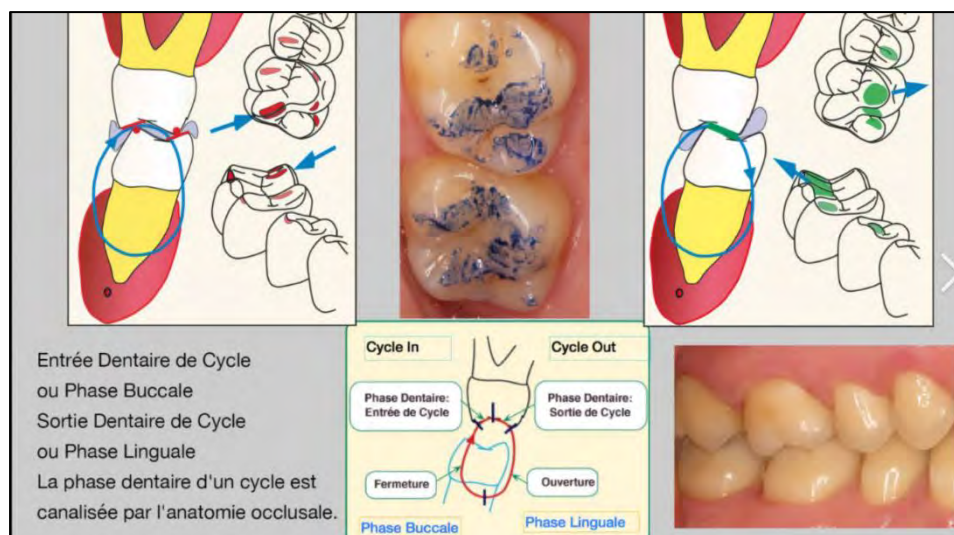 Entrée Dentaire de Cycle
ou Phase Buccale
Sortie Dentaire de Cycle
ou Phase Linguale
La phase dentaire d'un cycle est
canalisée par l'anatomie occlusale.
Cycle In
Cycle Out
Phase Dentaire:
Entrée de Cycle
Phase Dentaire:
Sortie de Cycle
Fermeture
Ouverture
Phase Buccale
Phase Linguale